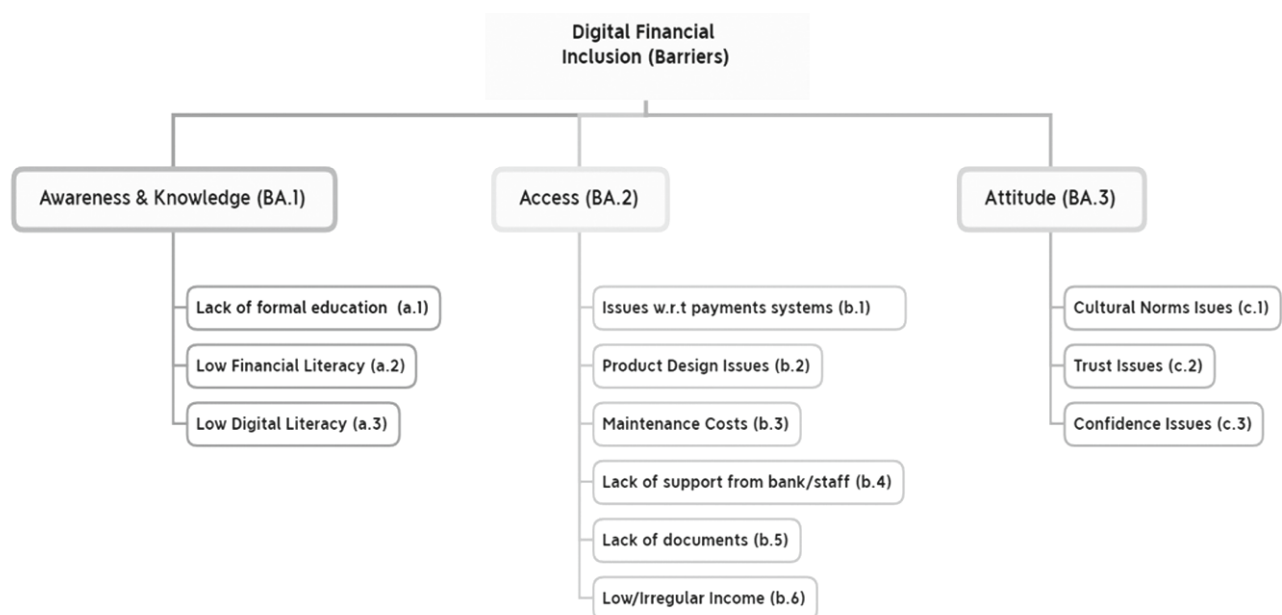 Digital Financial
Inclusion (Barriers)
Awareness & Knowledge (BA.1)
Access (BA.2)
Attitude (BA.3)
Lack of formal education (a.1)
Low Financial Literacy (a.2)
Low Digital Literacy (a.3)
Issues w.r.t payments systems (b.1)
Product Design Issues (b.2)
Maintenance Costs (b.3)
Lack of support from bank/staff (b.4)
Lack of documents (b.5)
Low/Irregular Income (b.6)
Cultural Norms Isues (c.1)
Trust Issues (c.2)
Confidence Issues (c.3)